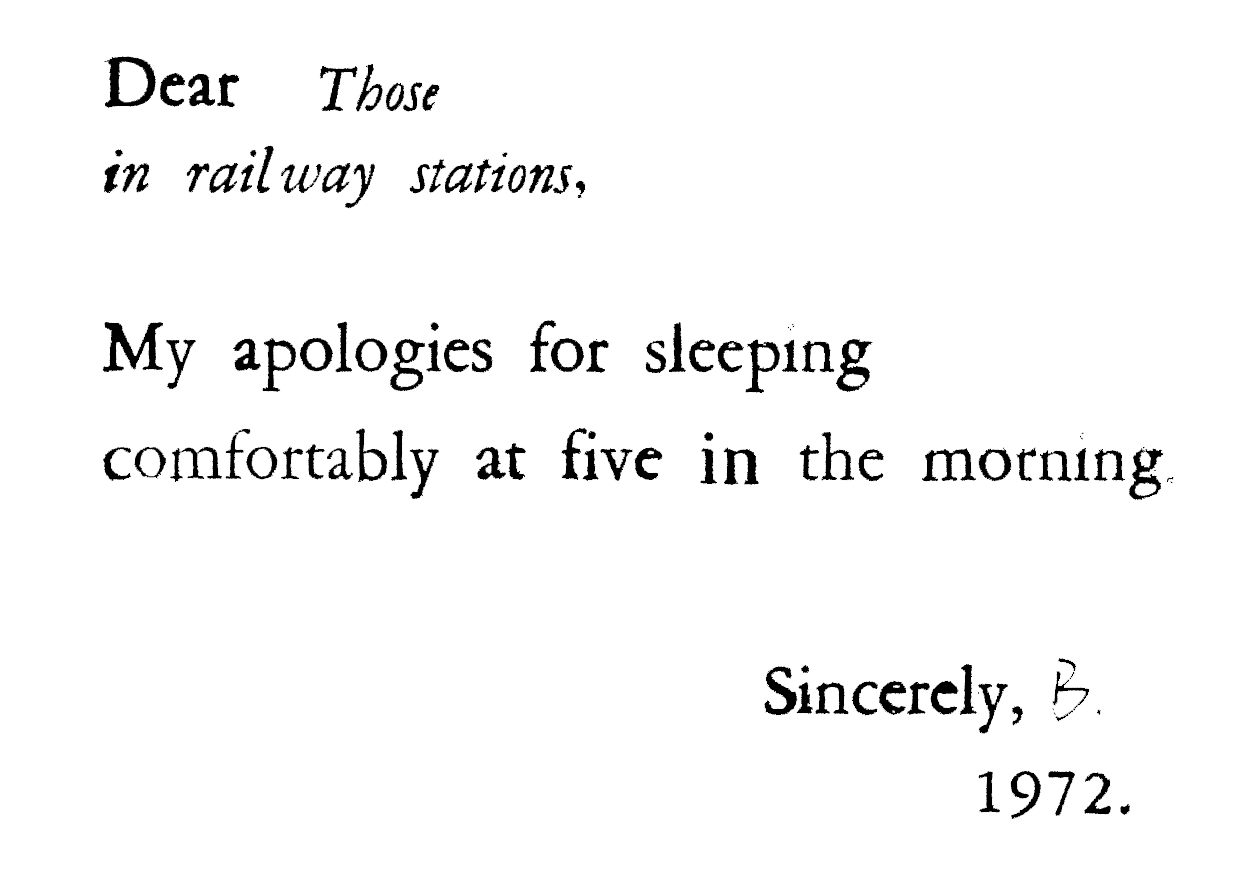 Dear Those
in railway stations,
My apologies for sleeping
comfortably at five in the morning.
Sincerely, B.
1972.